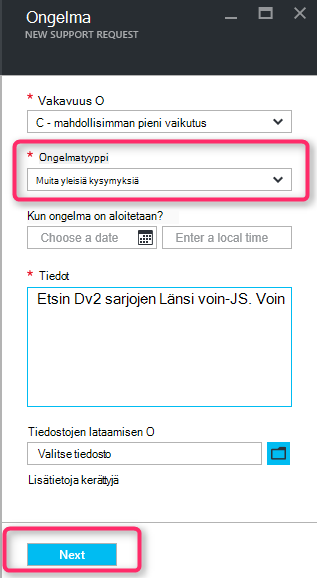 Ongelma
NEW SUPPORT REQUEST
* Vakavuus O
C - mahdollisimman pieni vaikutus
* Ongelmatyyppi
Muita yleisiä kysymyksiä
Kun ongelma on aloitetaan?
Choose a date Enter a local time
* Tiedot
Etsin Dv2 sarjojen Länsi voin-JS. Voin
Tiedostojen lataamisen O
Valitse tiedosto
Lisätietoja kerättyjä
Next